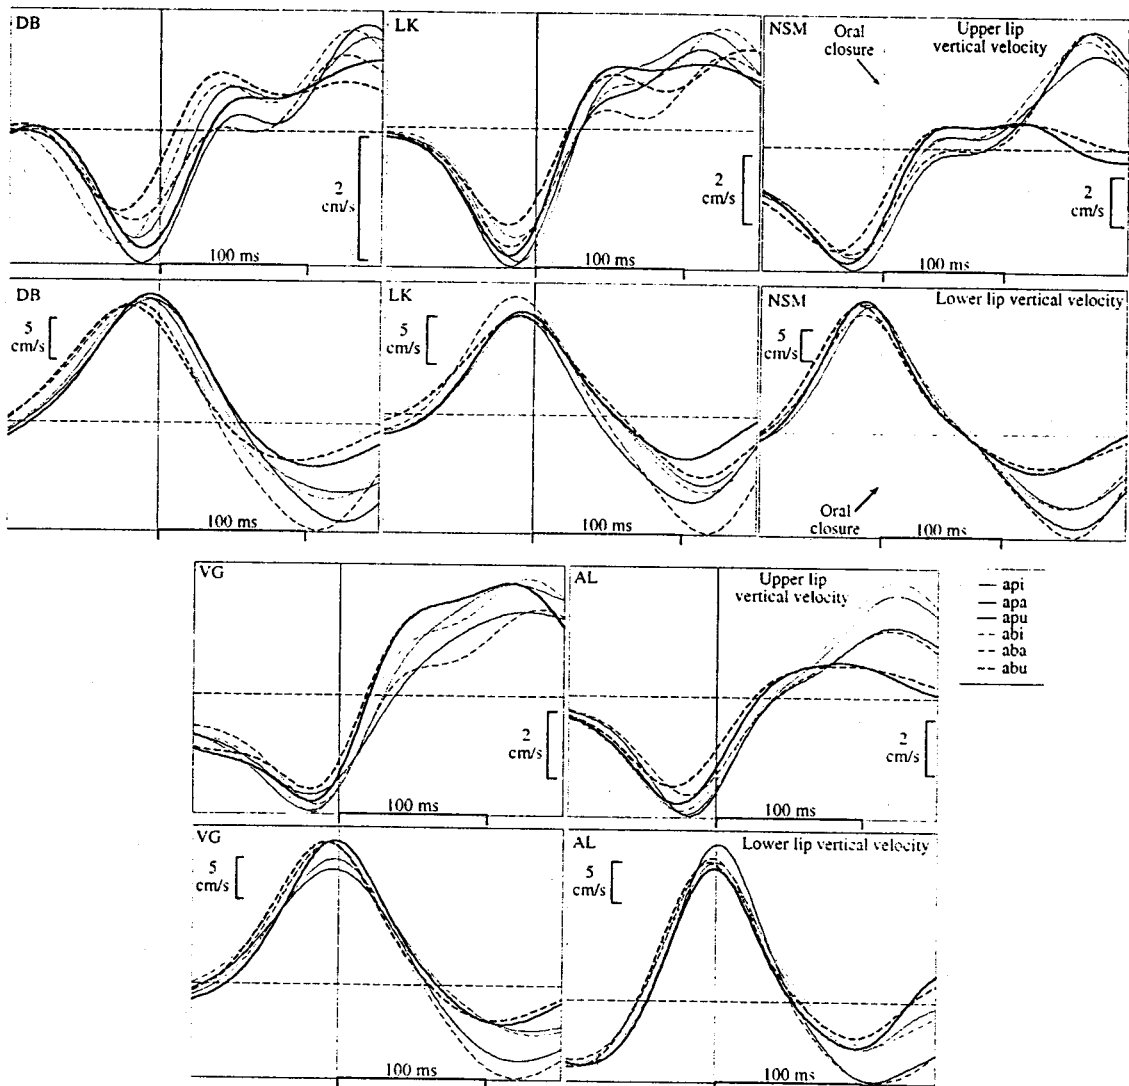 DB
LK
NSM
Oral
closure
Upper lip
vertical velocity
2
cm/s
2
cm/s
2
cm/s
100 ms
100 ms
100 ms
DB
LK
NSM
Lower lip vertical velocity
5
cm/s
5
cm/s
5
cm/s
Oral
closure
100 ms
100 ms
100 ms
VG
AL
Upper lip
vertical velocity
api
apa
apu
abi
aba
abu
2
cm/s
2
cm/s
100 ms
100 ms
VG
AL
Lower lip vertical velocity
5
cm/s
5
cm/s
100 ms
100 ms